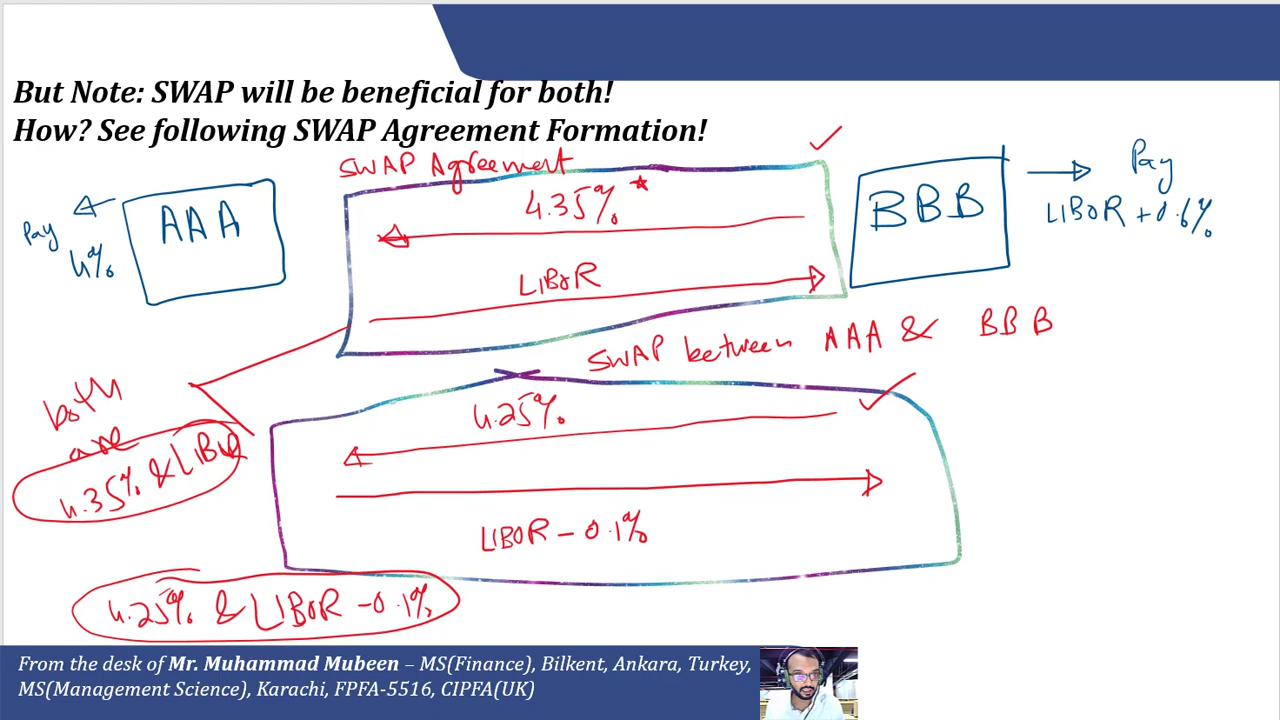 But Note: SWAP will be beneficial for both!
How? See following SWAP Agreement Formation!
SWAP Agreement
4.35% *
LIBOR
AAA
Pay
4%
BBB
Pay
LIBOR + 0.6%
SWAP between AAA & BBB
both
are
4.35% & LIBOR
4.25%
LIBOR - 0.1%
4.25% & LIBOR - 0.1%
From the desk of Mr. Muhammad Mubeen – MS(Finance), Bilkent, Ankara, Turkey,
MS(Management Science), Karachi, FPFA-5516, CIPFA(UK)